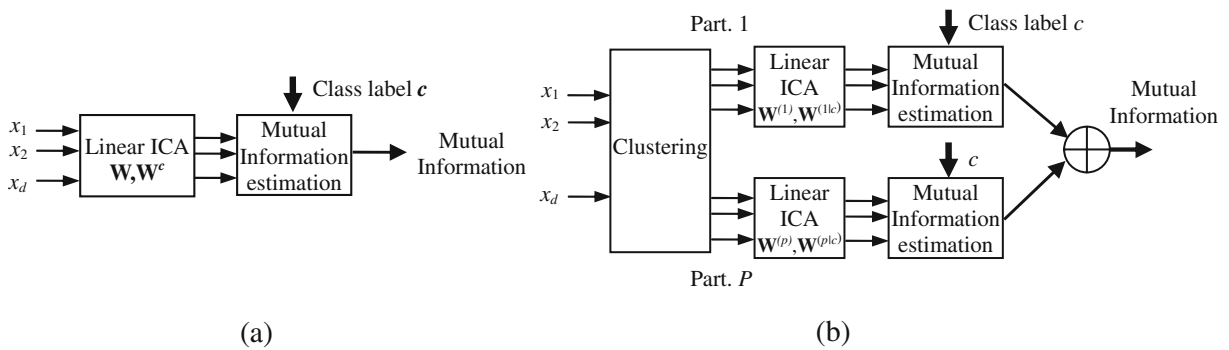 Class label c
x1
x2
xd
Linear ICA
W,Wc
Mutual
Information
estimation
Mutual
Information
(a)
Part. 1
Class label c
x1
x2
xd
Clustering
Linear
ICA
W(1),W(1|c)
Mutual
Information
estimation
Mutual
Information
c
Linear
ICA
W(p),W(p|c)
Mutual
Information
estimation
Part. P
(b)